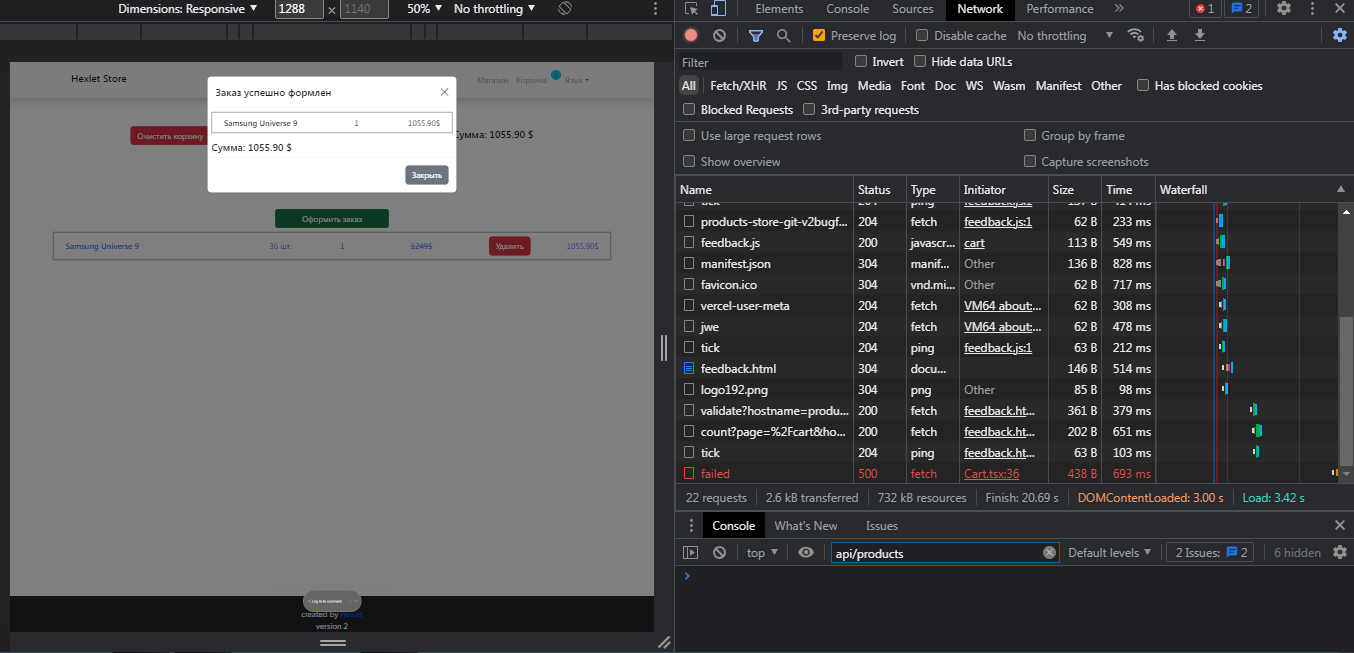 Dimensions: Responsive 1288 × 1140 50% No throttling
Hexlet Store
Магазин Корзина Язык
Заказ успешно формлен
Samsung Universe 9 1 1055.90$
Сумма: 1055.90 $
Закрыть
Очистить корзину
Сумма: 1055.90 $
Оформить заказ
Samsung Universe 9 36 шт. 1 1249$ Удалить 1055.90$
Log in to comment
created by Hexlet
version 2
Elements Console Sources Network Performance 1 2
Preserve log Disable cache No throttling
Filter Invert Hide data URLs
All Fetch/XHR JS CSS Img Media Font Doc WS Wasm Manifest Other Has blocked cookies
Blocked Requests 3rd-party requests
Use large request rows Group by frame
Show overview Capture screenshots
Name Status Type Initiator Size Time Waterfall
products-store-git-v2bugf... 204 fetch feedback.js:1 62 B 233 ms
feedback.js 200 javascr... cart 113 B 549 ms
manifest.json 304 manif... Other 136 B 828 ms
favicon.ico 304 vnd.mi... Other 62 B 717 ms
vercel-user-meta 204 fetch VM64 about:... 62 B 308 ms
jwe 204 fetch VM64 about:... 62 B 478 ms
tick 204 ping feedback.js:1 63 B 212 ms
feedback.html 304 docu... 146 B 514 ms
logo192.png 304 png Other 85 B 98 ms
validate?hostname=produ... 200 fetch feedback.ht... 361 B 379 ms
count?page=%2Fcart&ho... 200 fetch feedback.ht... 202 B 651 ms
tick 204 ping feedback.ht... 63 B 103 ms
failed 500 fetch Cart.tsx:36 438 B 693 ms
22 requests 2.6 kB transferred 732 kB resources Finish: 20.69 s DOMContentLoaded: 3.00 s Load: 3.42 s
Console What's New Issues
top api/products Default levels 2 Issues: 2 6 hidden